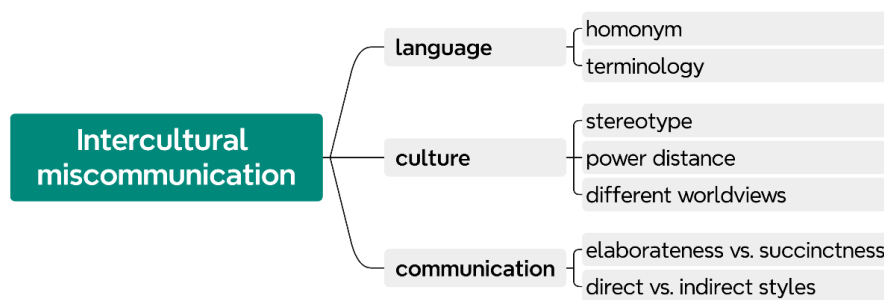 Intercultural
miscommunication
language
homonym
terminology
culture
stereotype
power distance
different worldviews
communication
elaborateness vs. succinctness
direct vs. indirect styles